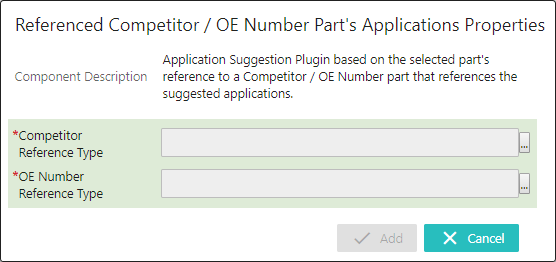 Referenced Competitor / OE Number Part's Applications Properties
Component Description
Application Suggestion Plugin based on the selected part's
reference to a Competitor / OE Number part that references the
suggested applications.
*Competitor
Reference Type
...
*OE Number
Reference Type
...
Add
Cancel